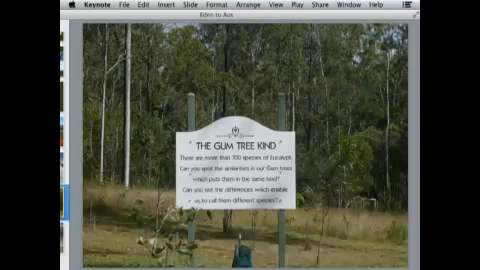 Keynote File Edit Insert Slide Format Arrange View Play Share Window Help
Eden to Aus
THE GUM TREE KIND
There are more than 700 species of Eucalypt
Can you spot the similarities in our Gum trees
which puts them in the same kind?
Can you see the differences which enable
us to call them different species?